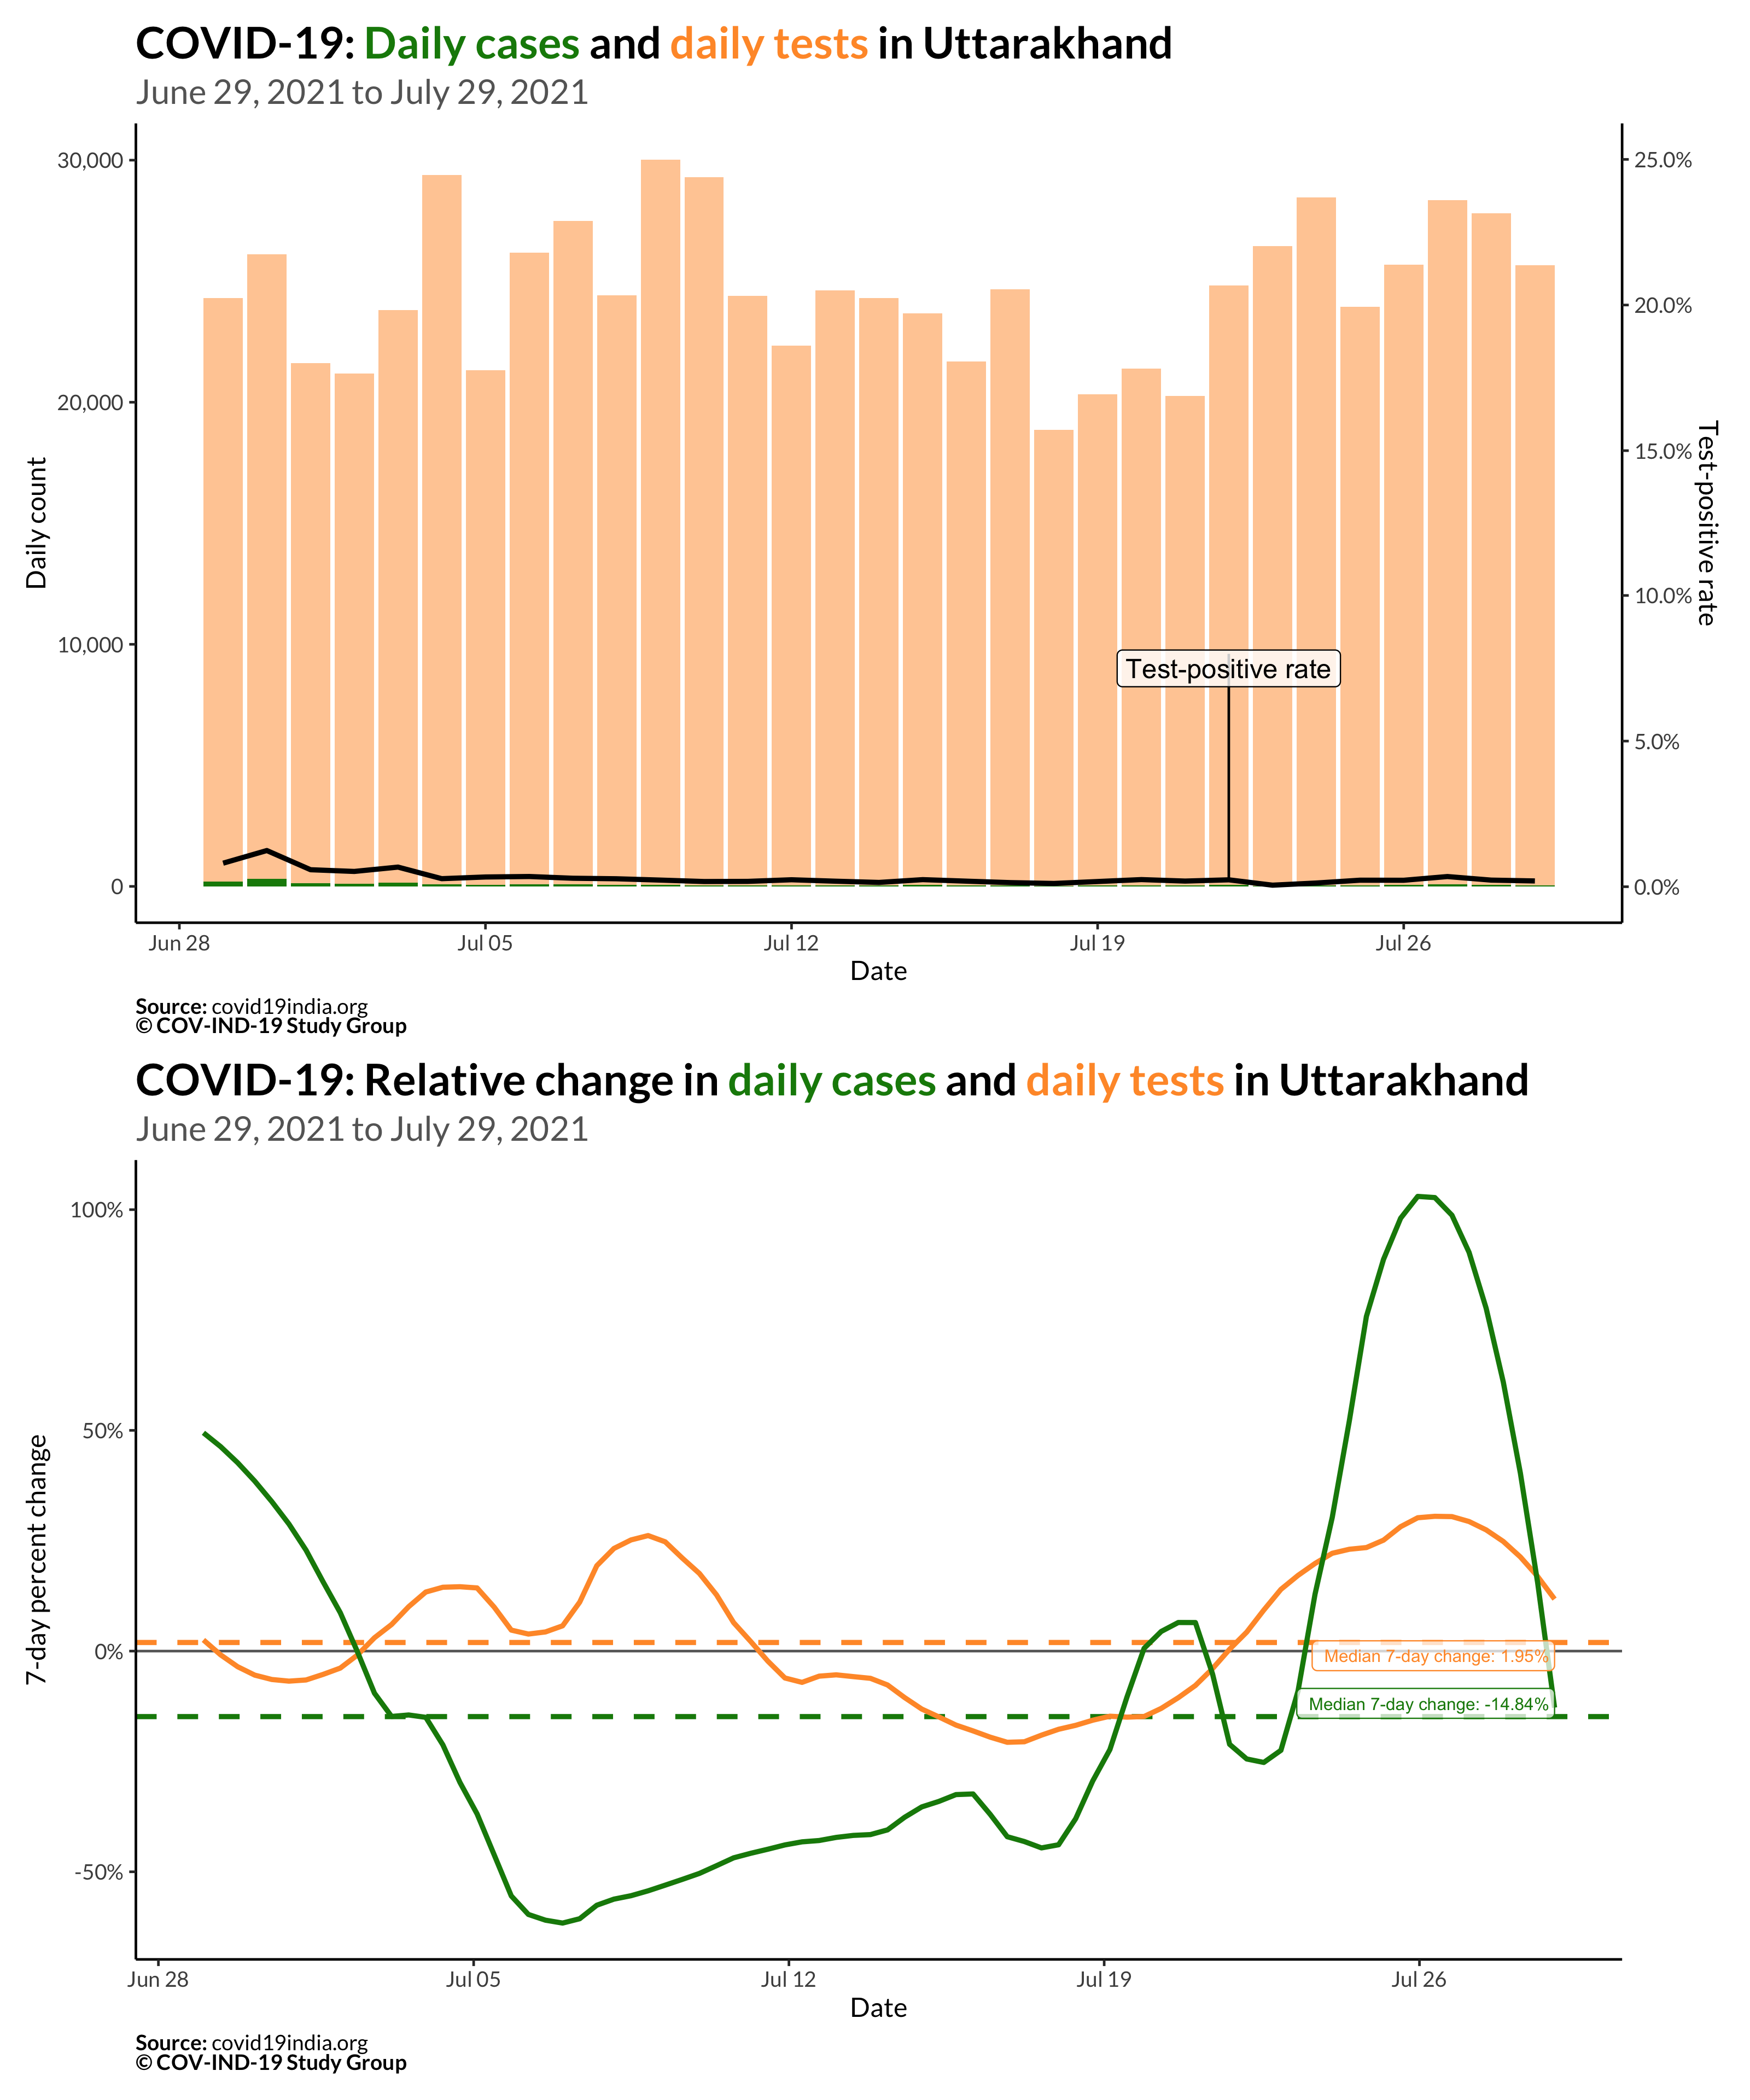 COVID-19: Daily cases and daily tests in Uttarakhand
June 29, 2021 to July 29, 2021
30,000
20,000
10,000
0
Daily count
25.0%
20.0%
15.0%
10.0%
5.0%
0.0%
Test-positive rate
Test-positive rate
Jun 28
Jul 05
Jul 12
Jul 19
Jul 26
Date
Source: covid19india.org
© COV-IND-19 Study Group
COVID-19: Relative change in daily cases and daily tests in Uttarakhand
June 29, 2021 to July 29, 2021
100%
50%
0%
-50%
7-day percent change
Median 7-day change: 1.95%
Median 7-day change: -14.84%
Jun 28
Jul 05
Jul 12
Jul 19
Jul 26
Date
Source: covid19india.org
© COV-IND-19 Study Group